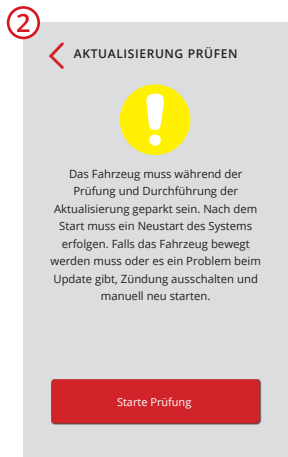 2
AKTUALISIERUNG PRÜFEN
Das Fahrzeug muss während der
Prüfung und Durchführung der
Aktualisierung geparkt sein. Nach dem
Start muss ein Neustart des Systems
erfolgen. Falls das Fahrzeug bewegt
werden muss oder es ein Problem beim
Update gibt, Zündung ausschalten und
manuell neu starten.
Starte Prüfung